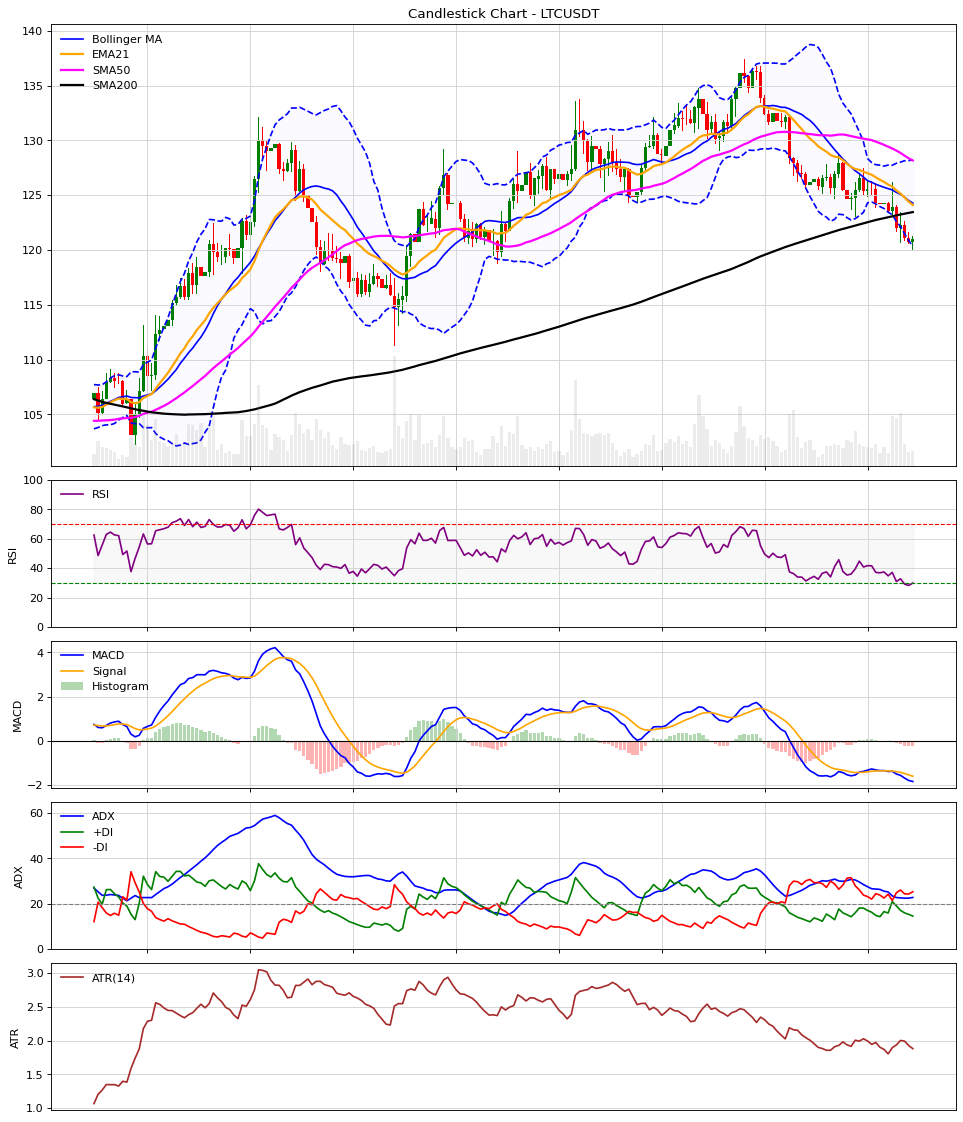 Candlestick Chart - LTCUSDT
140
135
130
125
120
115
110
105
Bollinger MA
EMA21
SMA50
SMA200
100
80
60
40
20
0
RSI
RSI
4
2
0
−2
MACD
MACD
Signal
Histogram
60
40
20
0
ADX
ADX
+DI
-DI
3.0
2.5
2.0
1.5
1.0
ATR
ATR(14)